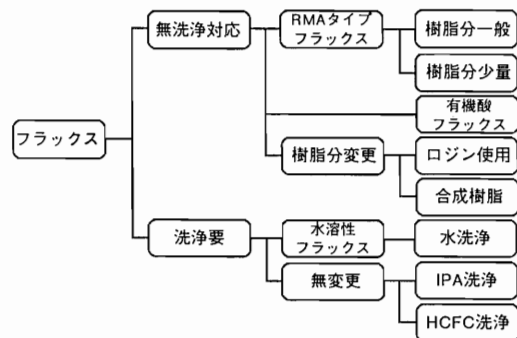 フラックス
無洗浄対応
RMAタイプ
フラックス
樹脂分一般
樹脂分少量
有機酸
フラックス
樹脂分変更
ロジン使用
合成樹脂
洗浄要
水溶性
フラックス
水洗浄
無変更
IPA洗浄
HCFC洗浄